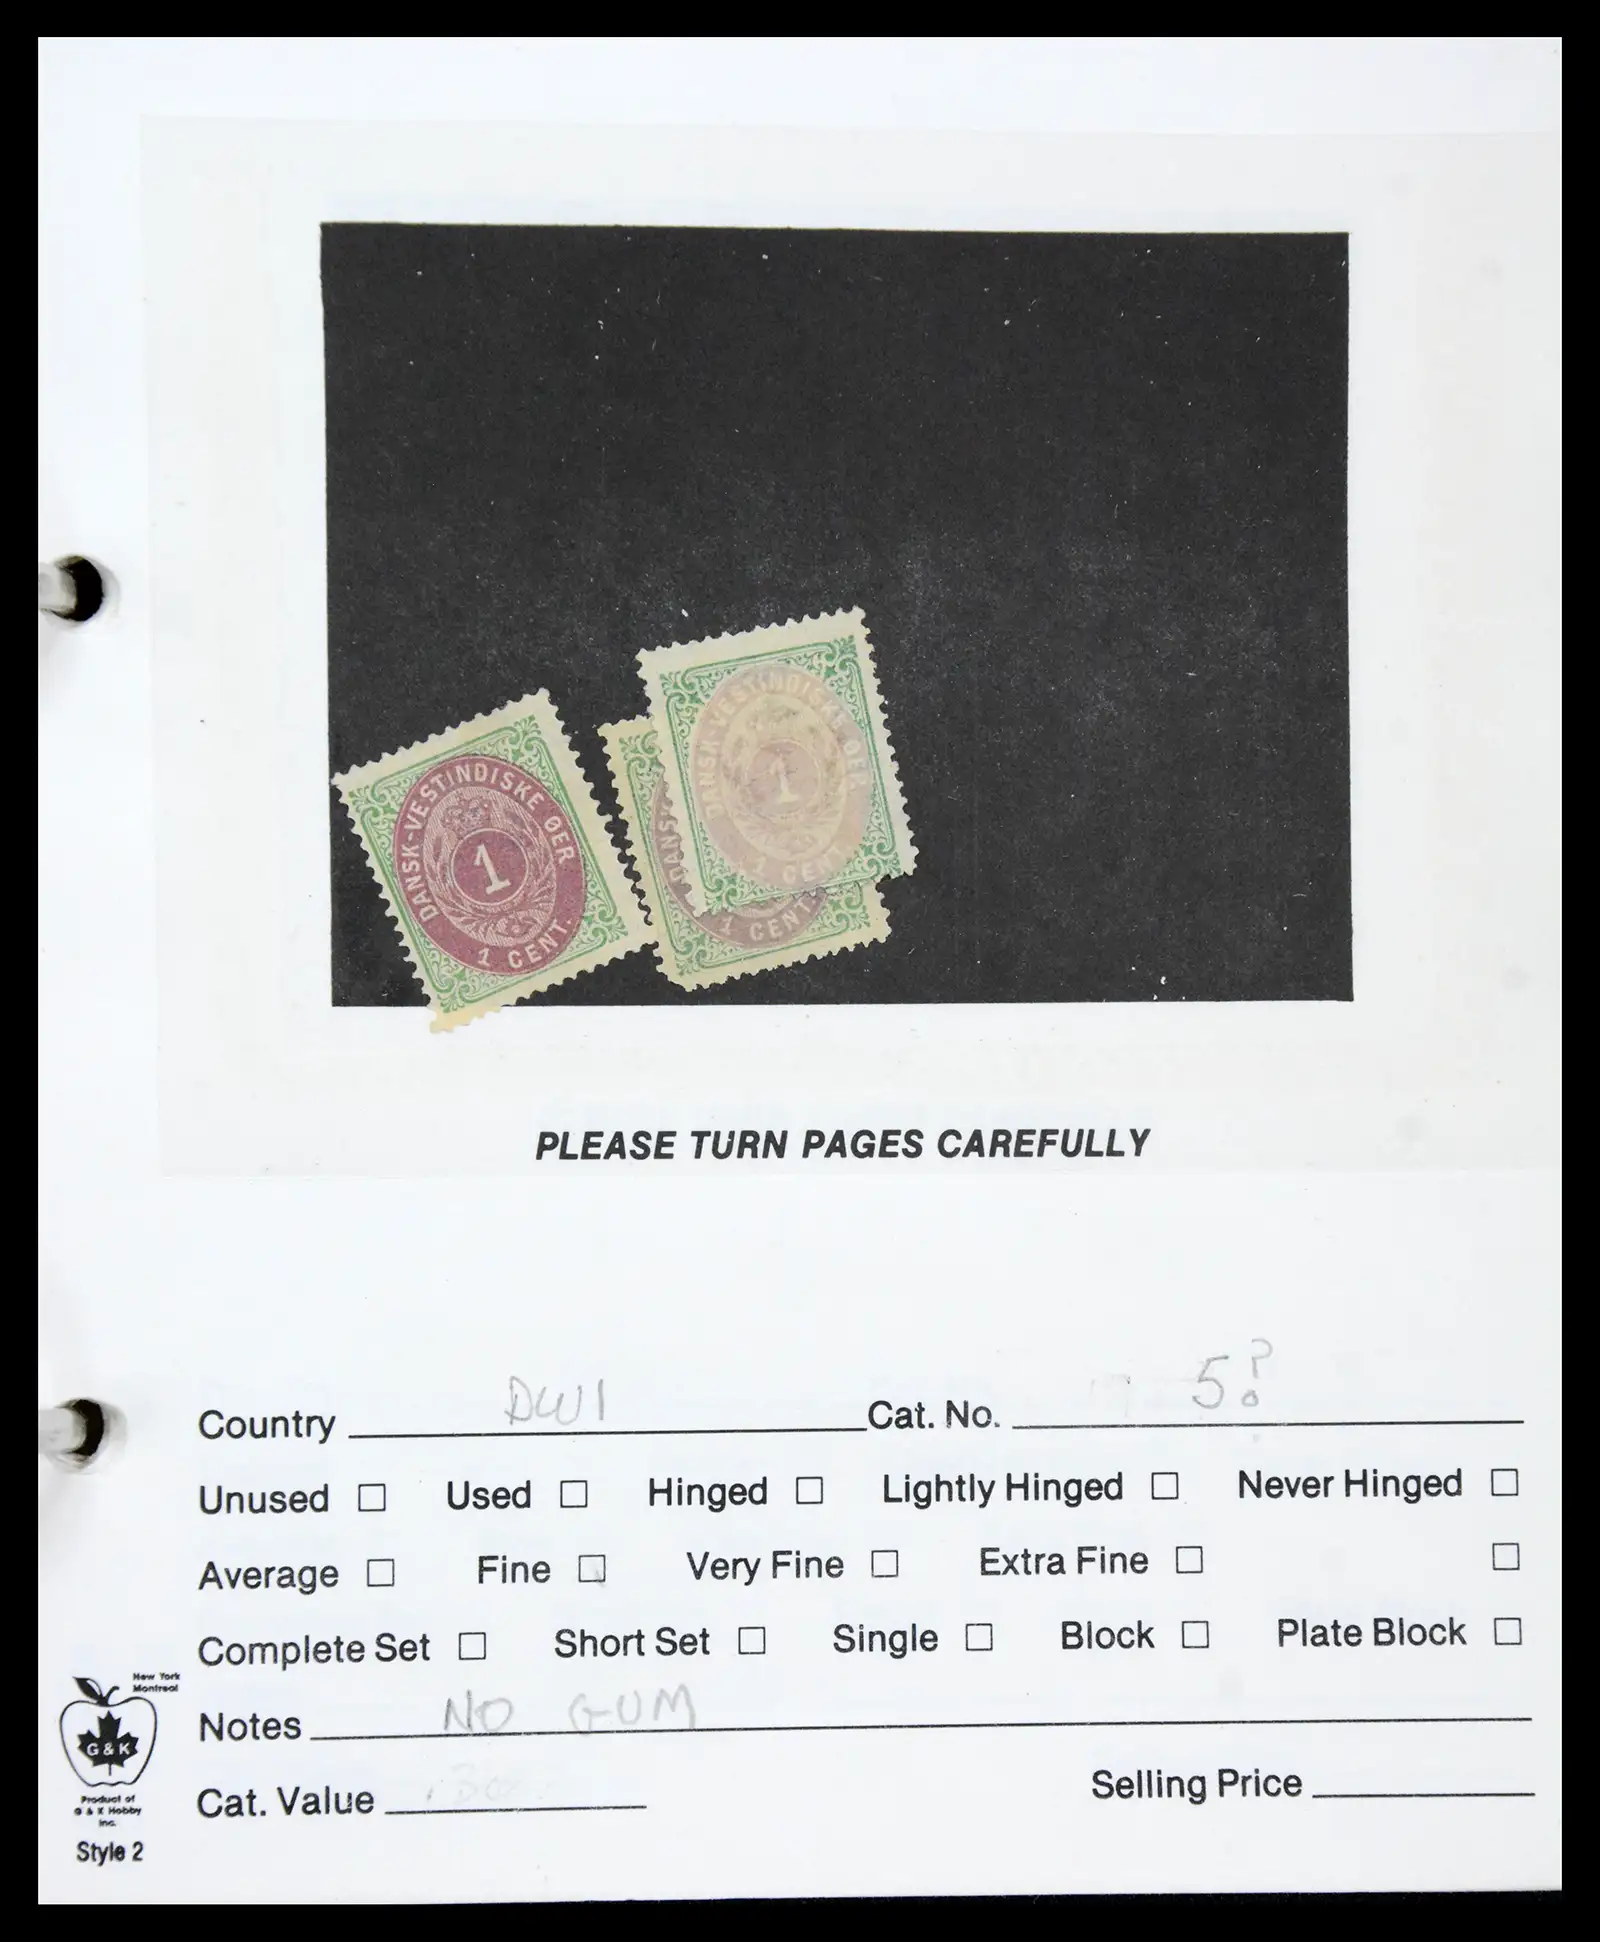 DANSK-VESTINDISKE ØER
1
1 CENT.
DANSK-VESTINDISKE ØER
1
1 CENT
DANS
1 CENT
PLEASE TURN PAGES CAREFULLY
Country DWI Cat. No. 5?
Unused Used Hinged Lightly Hinged Never Hinged
Average Fine Very Fine Extra Fine
Complete Set Short Set Single Block Plate Block
New York
Montreal
G & K
Notes NO GUM
Cat. Value Selling Price
Product of
G & K Hobby
Inc.
Style 2